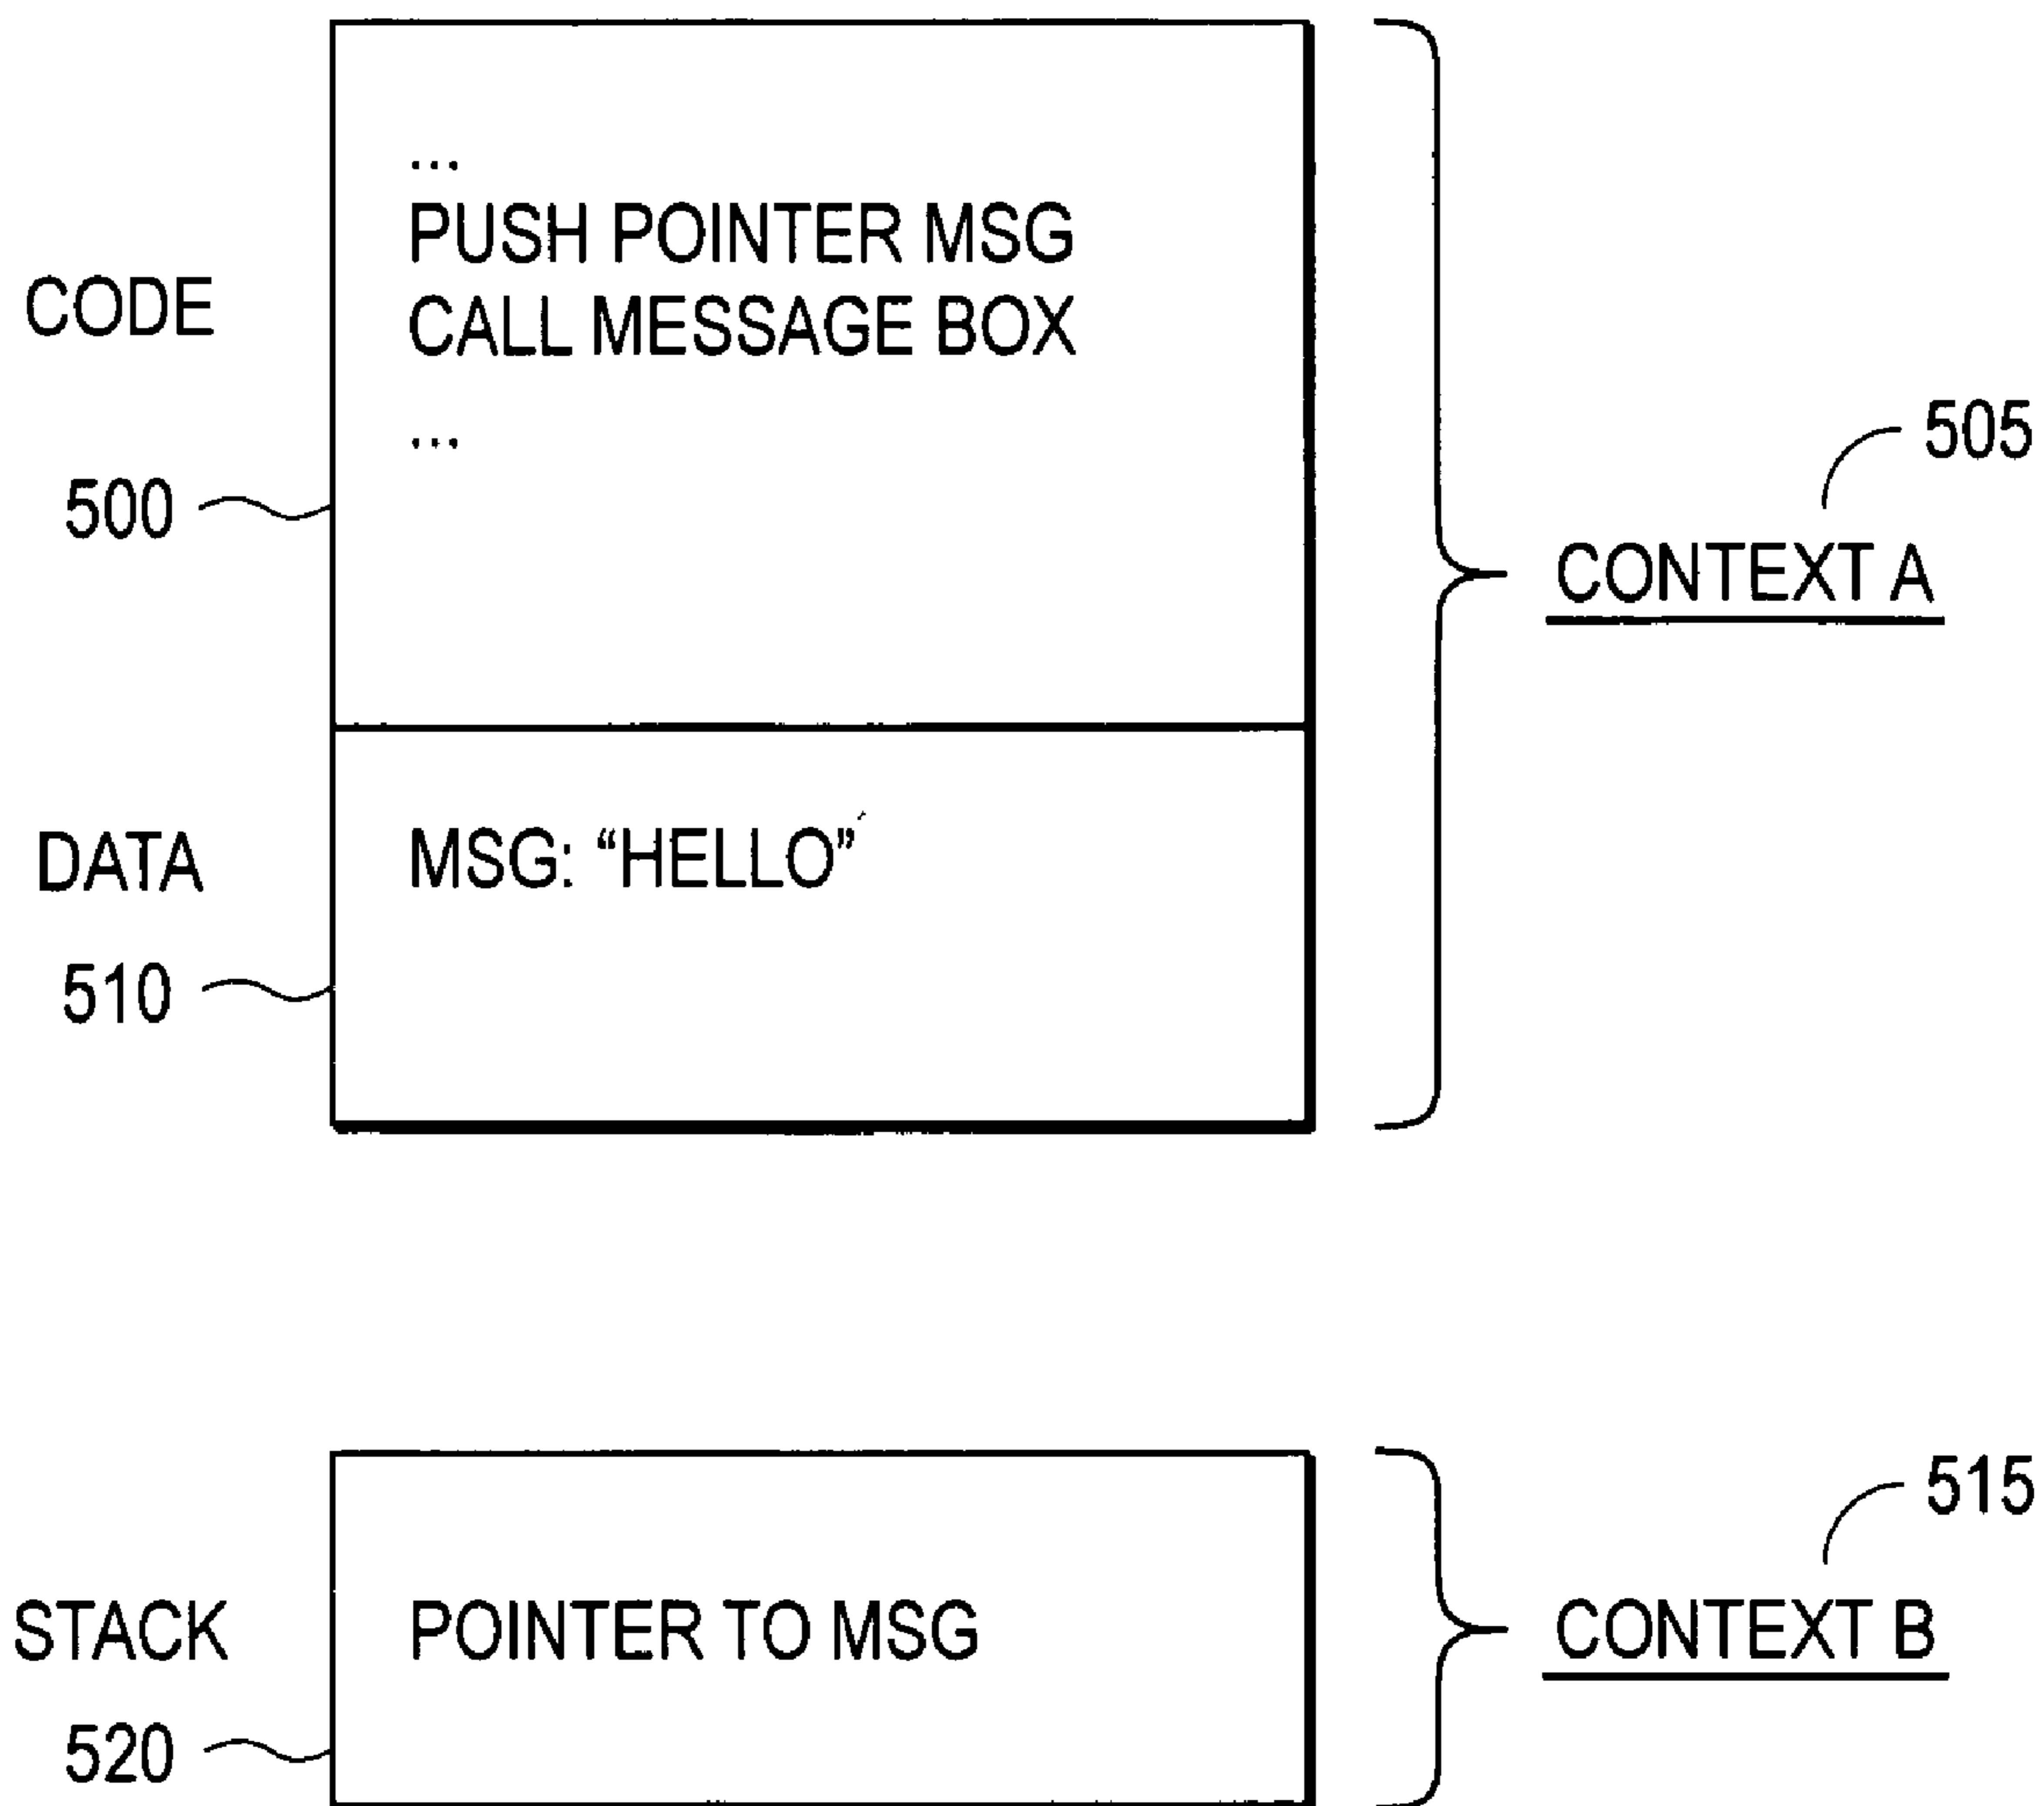 ...
PUSH POINTER MSG
CODE
CALL MESSAGE BOX
...
505
500
CONTEXT A
DATA
MSG: “HELLO”
510
515
STACK
POINTER TO MSG
CONTEXT B
520